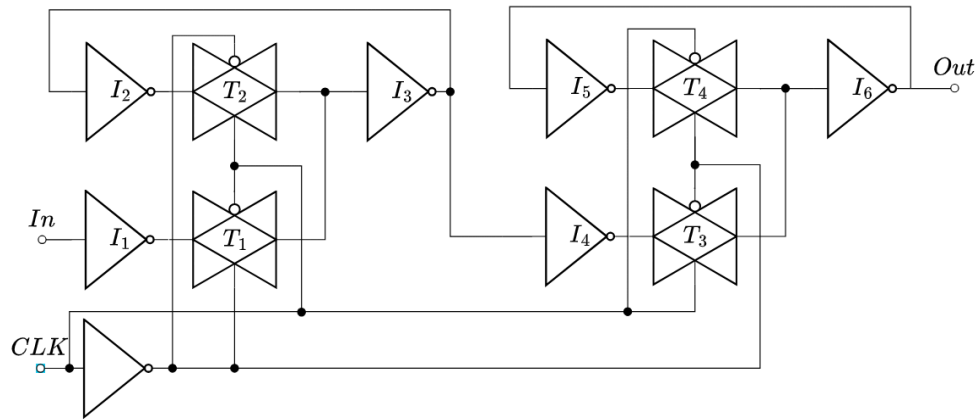 I₂ T₂ I₃ I₅ T₄ I₆ Out
In I₁ T₁ I₄ T₃
CLK